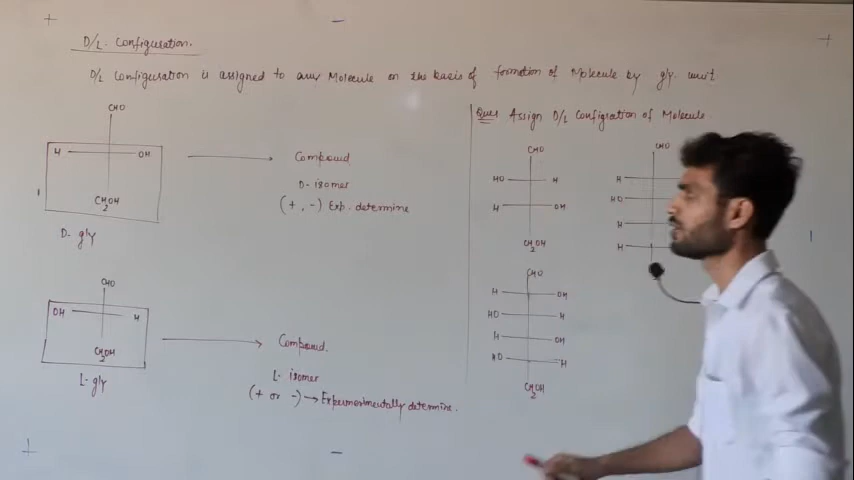 D/L. Configuration.
D/L Configuration is assigned to any Molecule on the basis of formation of Molecule by gly. unit
CHO
H OH
CH2OH
D- gly
Compound
D- isomer
(+, -) Exp. determine
CHO
OH H
CH2OH
L- gly
Compound.
L- isomer
(+ or -) → Experimentally determine.
Ques Assign D/L Configration of Molecule.
CHO
HO H
H OH
CH2OH
CHO
H
HO
H
H
CHO
H OH
HO H
H OH
HO H
CH2OH